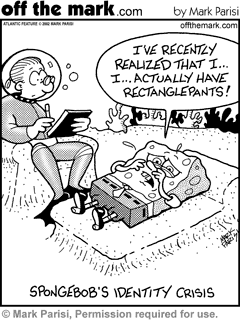 off the mark.com by Mark Parisi
ATLANTIC FEATURE © 2002 MARK PARISI
offthemark.com
I'VE RECENTLY
REALIZED THAT I...
I... ACTUALLY HAVE
RECTANGLEPANTS!
SPONGEBOB'S IDENTITY CRISIS
© Mark Parisi, Permission required for use.